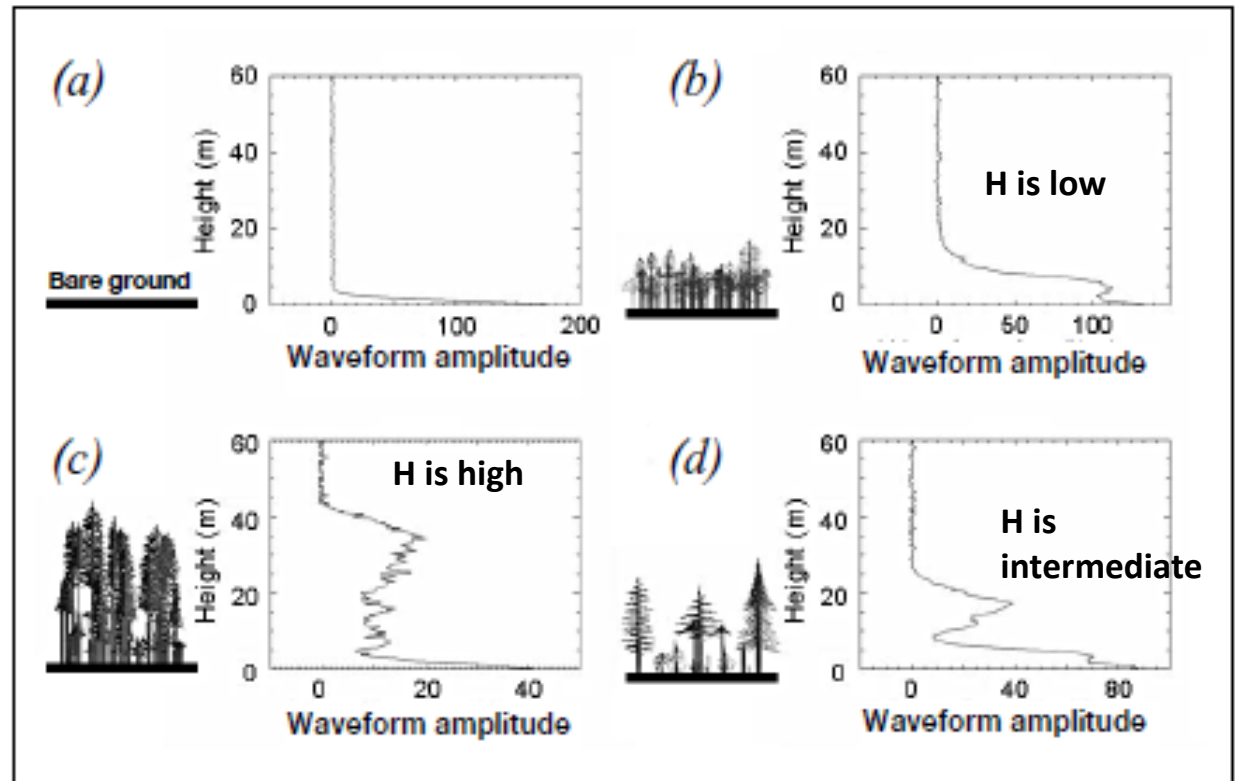 (a)
60
40
20
0
Height (m)
Bare ground
0 100 200
Waveform amplitude
(b)
60
40
20
0
Height (m)
H is low
0 50 100
Waveform amplitude
(c)
60
40
20
0
Height (m)
H is high
0 20 40
Waveform amplitude
(d)
60
40
20
0
Height (m)
H is
intermediate
0 40 80
Waveform amplitude